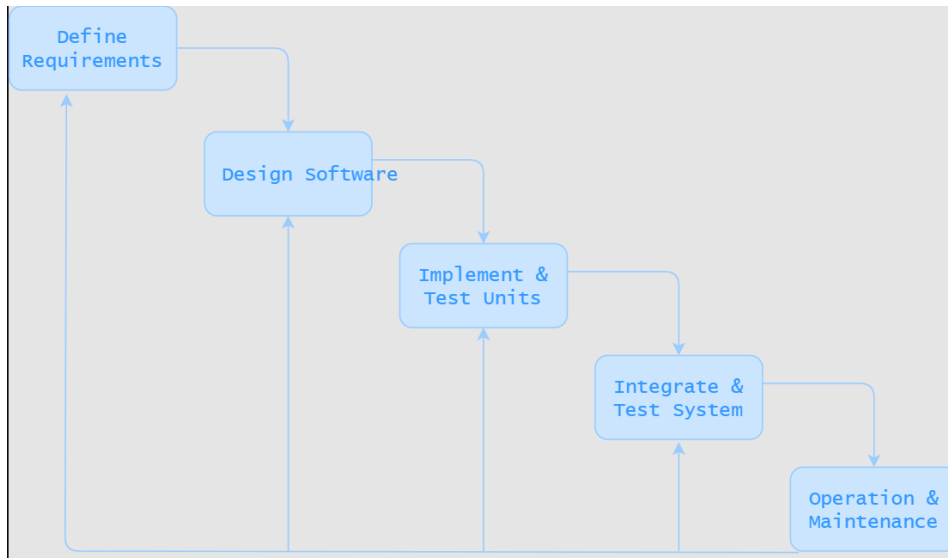 Define
Requirements
Design Software
Implement &
Test Units
Integrate &
Test System
Operation &
Maintenance